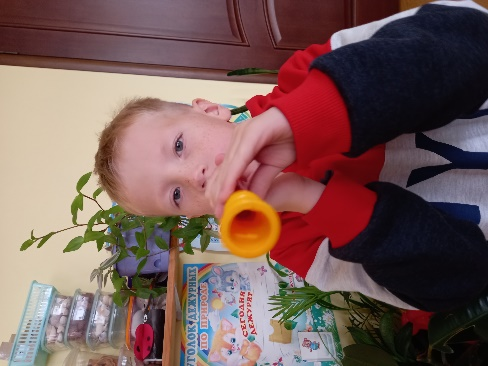 УГОЛОК ДЕЖУРНЫХ
ПО ПРИРОДЕ
СЕГОДНЯ
ДЕЖУРЯТ